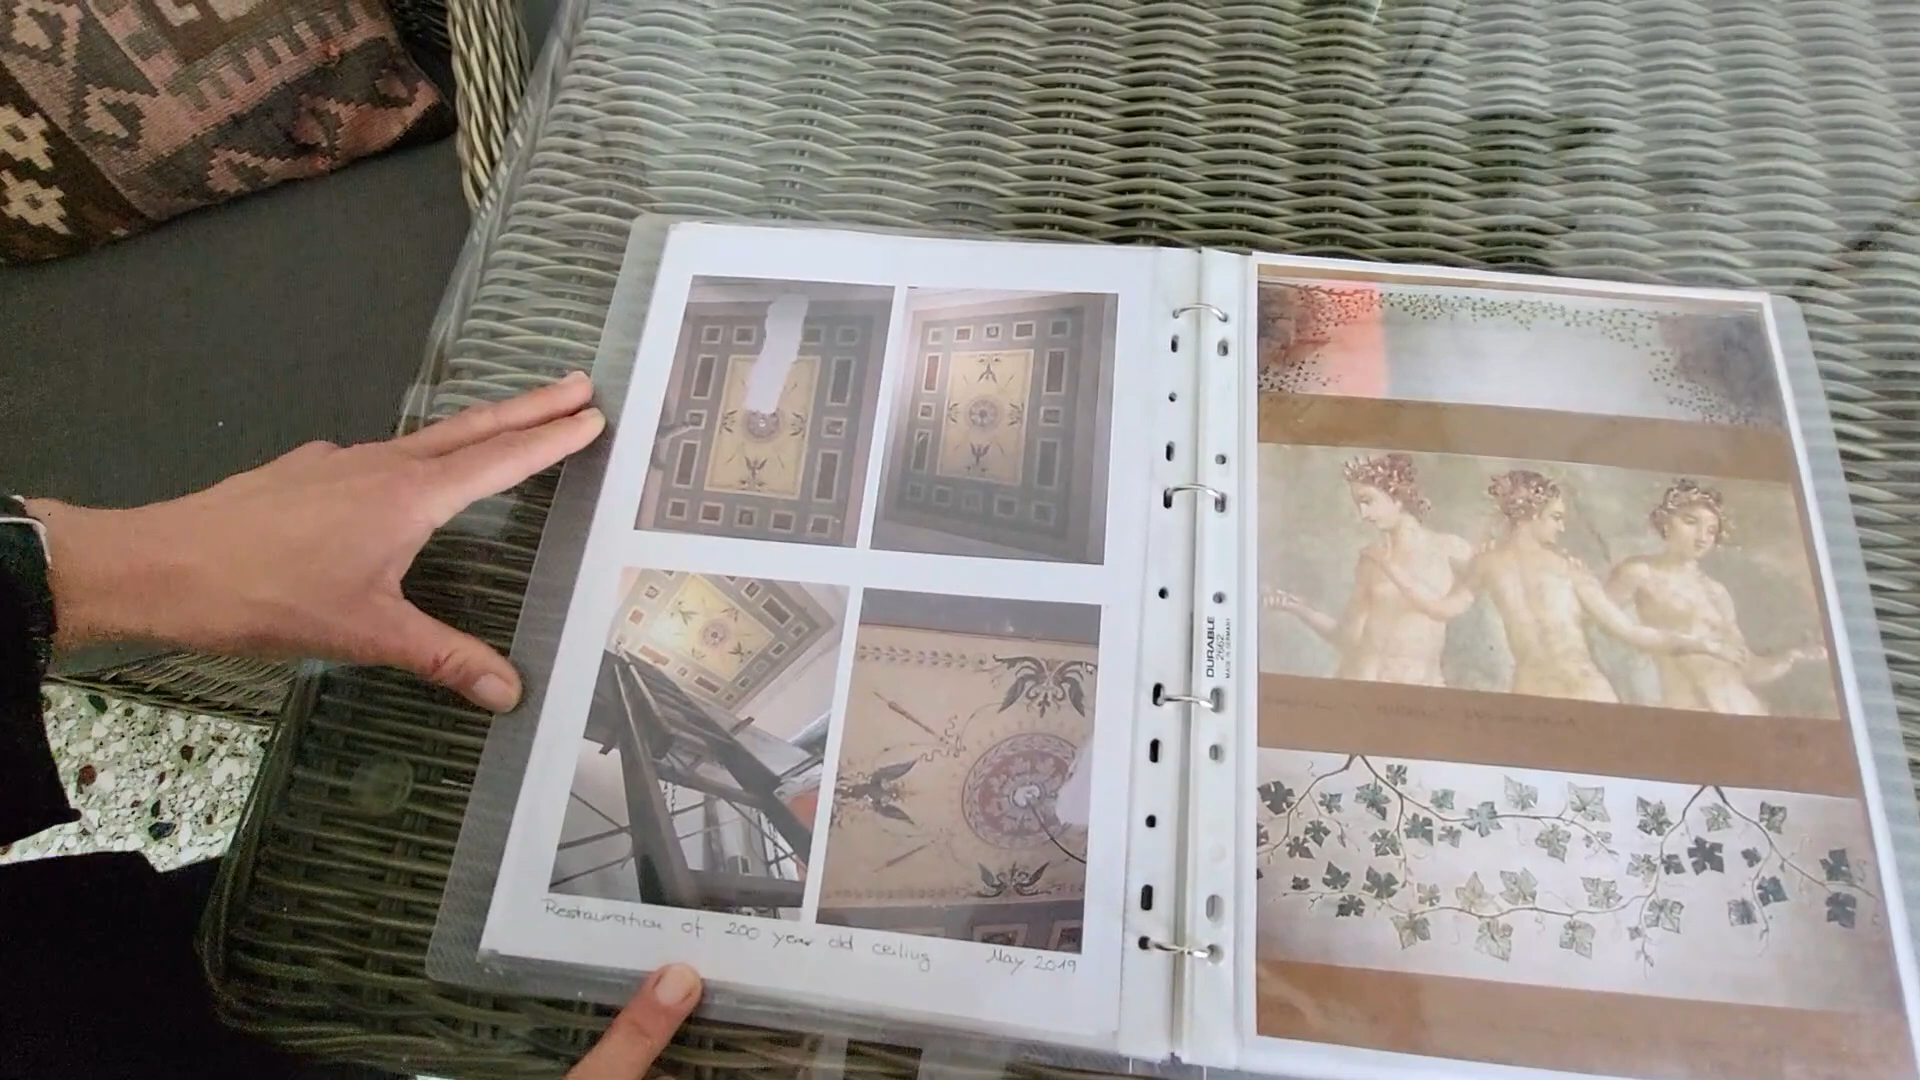 Restauration of 200 year old ceiling May 2019
DURABLE
2662
MADE IN GERMANY